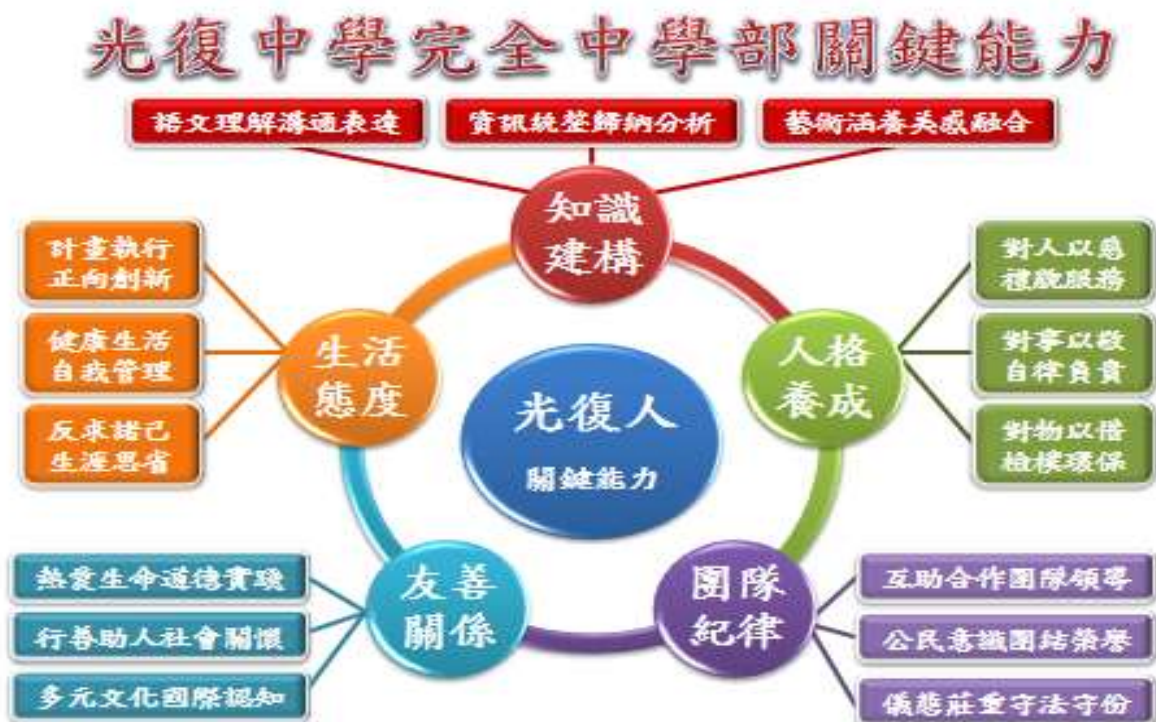 光復中學完全中學部關鍵能力
語文理解溝通表達
資訊統整歸納分析
藝術涵養美感融合
知識
建構
計畫執行
正向創新
健康生活
自我管理
反求諸己
生涯思省
生活
態度
光復人
關鍵能力
人格
養成
對人以慈
禮貌服務
對事以敬
自律負責
對物以惜
檢樸環保
友善
關係
熱愛生命道德實踐
行善助人社會關懷
多元文化國際認知
團隊
紀律
互助合作團隊領導
公民意識團結榮譽
儀態莊重守法守份